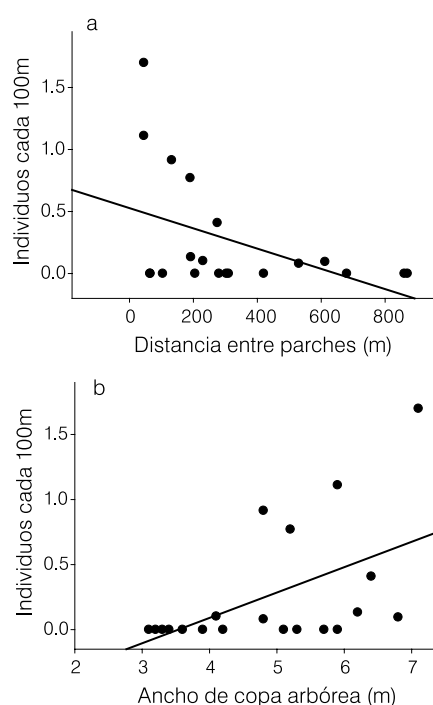 a
Individuos cada 100m
1.5
1.0
0.5
0.0
0 200 400 600 800
Distancia entre parches (m)
b
Individuos cada 100m
1.5
1.0
0.5
0.0
2 3 4 5 6 7
Ancho de copa arbórea (m)